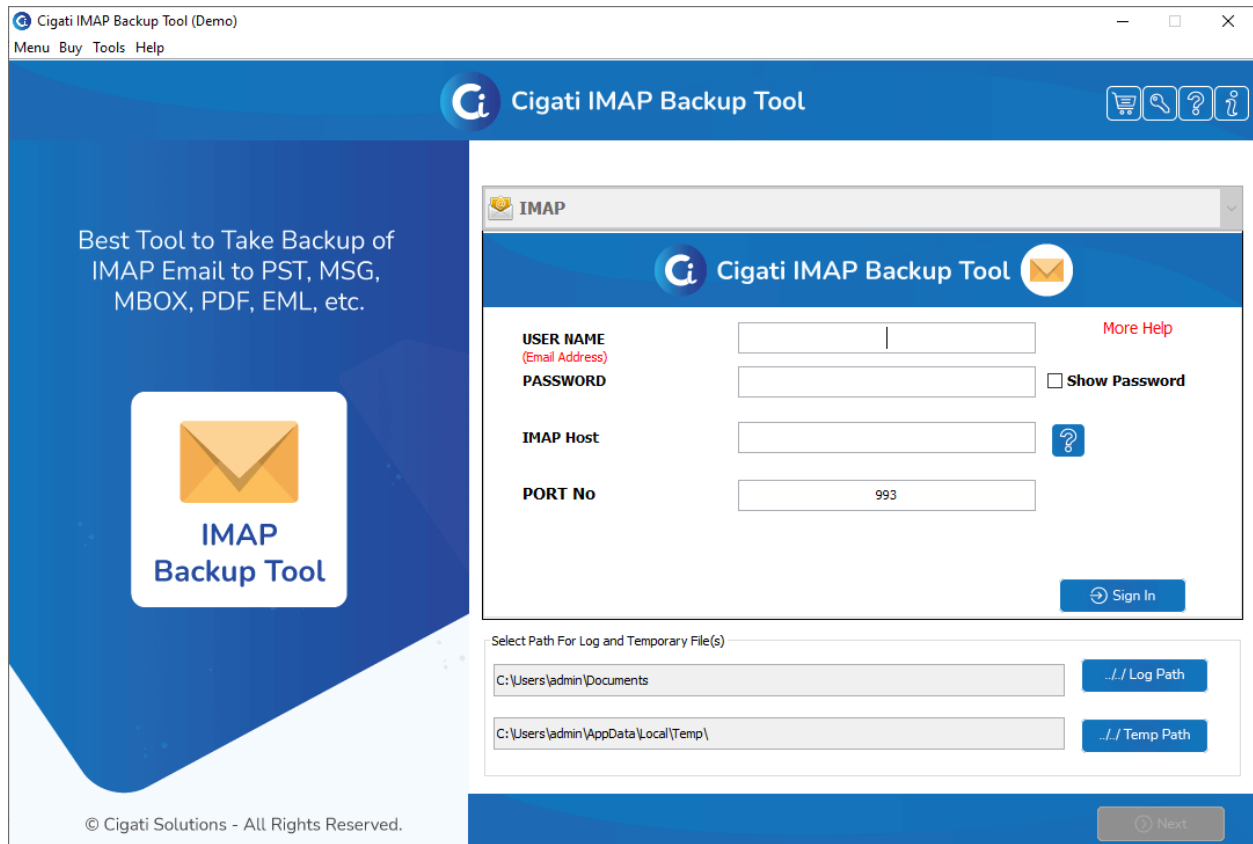 Cigati IMAP Backup Tool (Demo)
Menu Buy Tools Help
Ci Cigati IMAP Backup Tool
Best Tool to Take Backup of
IMAP Email to PST, MSG,
MBOX, PDF, EML, etc.
IMAP
Backup Tool
© Cigati Solutions - All Rights Reserved.
IMAP
Ci Cigati IMAP Backup Tool
USER NAME
More Help
(Email Address)
PASSWORD
Show Password
IMAP Host
?
PORT No
993
Sign In
Select Path For Log and Temporary File(s)
C:\Users\admin\Documents
../../ Log Path
C:\Users\admin\AppData\Local\Temp\
../../ Temp Path
Next